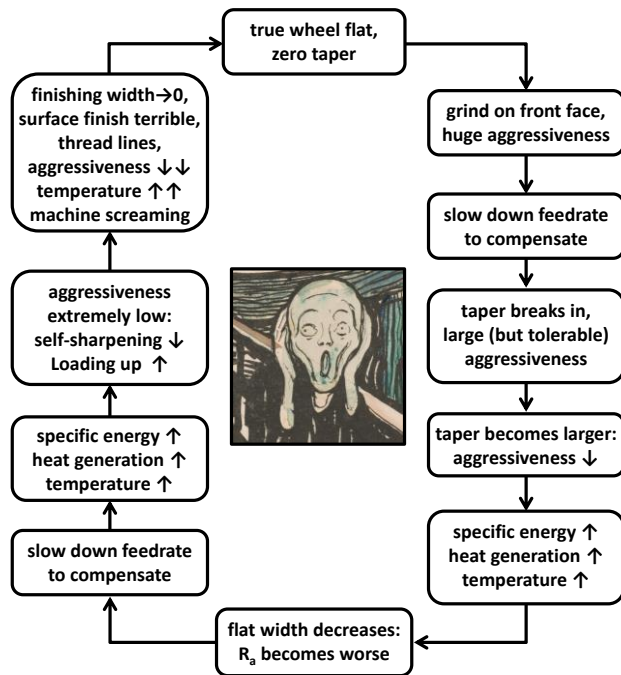 true wheel flat,
zero taper
grind on front face,
huge aggressiveness
slow down feedrate
to compensate
taper breaks in,
large (but tolerable)
aggressiveness
taper becomes larger:
aggressiveness ↓
specific energy ↑
heat generation ↑
temperature ↑
flat width decreases:
Ra becomes worse
slow down feedrate
to compensate
specific energy ↑
heat generation ↑
temperature ↑
aggressiveness
extremely low:
self-sharpening ↓
Loading up ↑
finishing width→0,
surface finish terrible,
thread lines,
aggressiveness ↓↓
temperature ↑↑
machine screaming